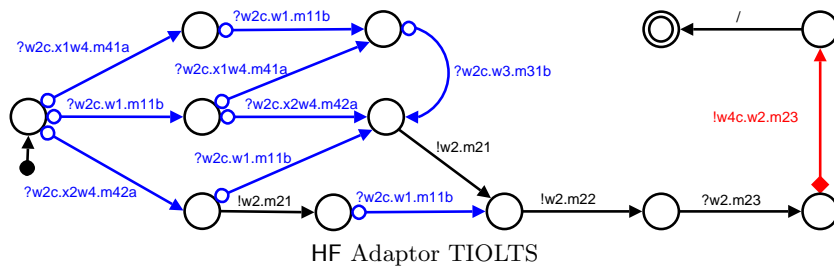 ?w2c.w1.m11b
/
?w2c.x1w4.m41a
?w2c.x1w4.m41a
?w2c.w3.m31b
?w2c.w1.m11b
?w2c.x2w4.m42a
!w4c.w2.m23
!w2.m21
?w2c.w1.m11b
?w2c.x2w4.m42a
!w2.m21
?w2c.w1.m11b
!w2.m22
?w2.m23
HF Adaptor TIOLTS